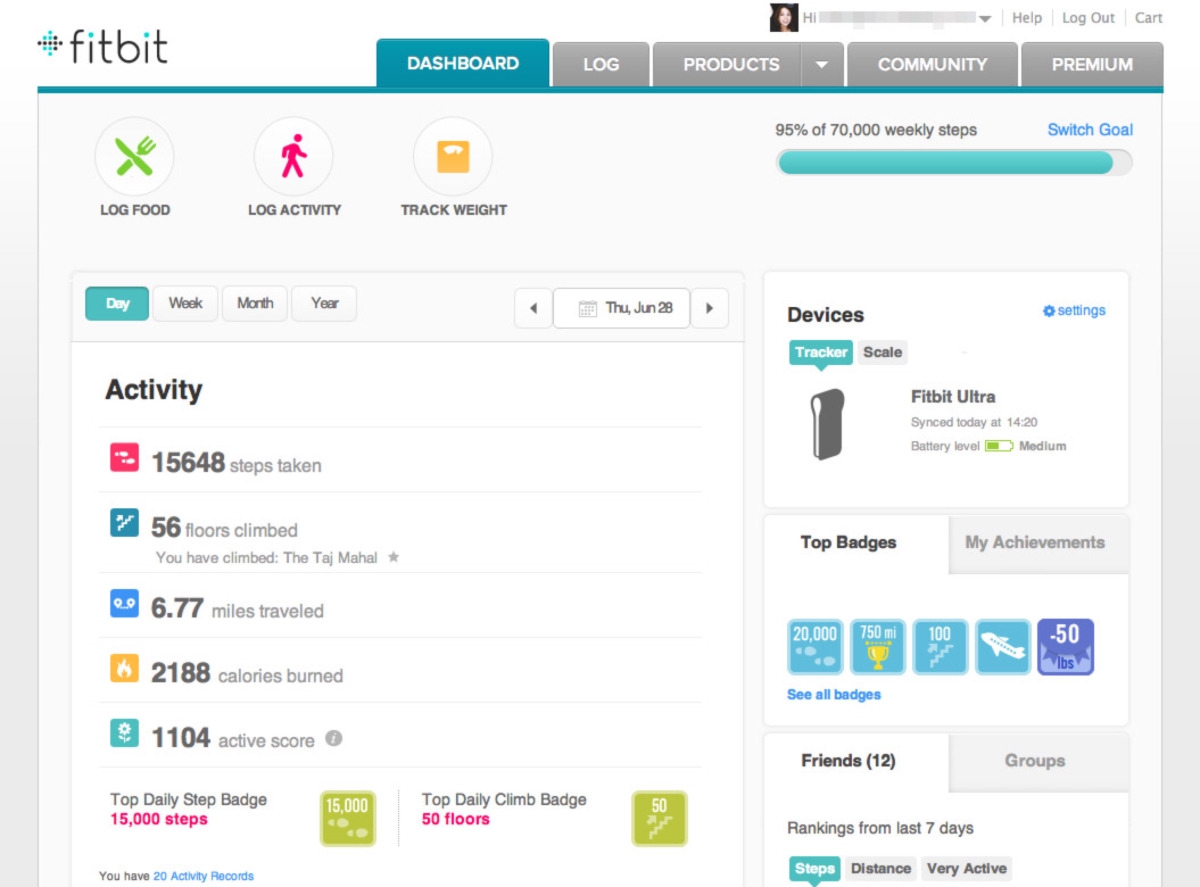 Hi
Help
Log Out
Cart
fitbit
DASHBOARD
LOG
PRODUCTS
COMMUNITY
PREMIUM
LOG FOOD
LOG ACTIVITY
TRACK WEIGHT
95% of 70,000 weekly steps
Switch Goal
Day
Week
Month
Year
Thu, Jun 28
Activity
15648 steps taken
56 floors climbed
You have climbed: The Taj Mahal
6.77 miles traveled
2188 calories burned
1104 active score
Top Daily Step Badge
15,000 steps
15,000
Top Daily Climb Badge
50 floors
50
You have 20 Activity Records
Devices
settings
Tracker
Scale
Fitbit Ultra
Synced today at 14:20
Battery level Medium
Top Badges
My Achievements
20,000
750 mi
100
-50
lbs
See all badges
Friends (12)
Groups
Rankings from last 7 days
Steps
Distance
Very Active